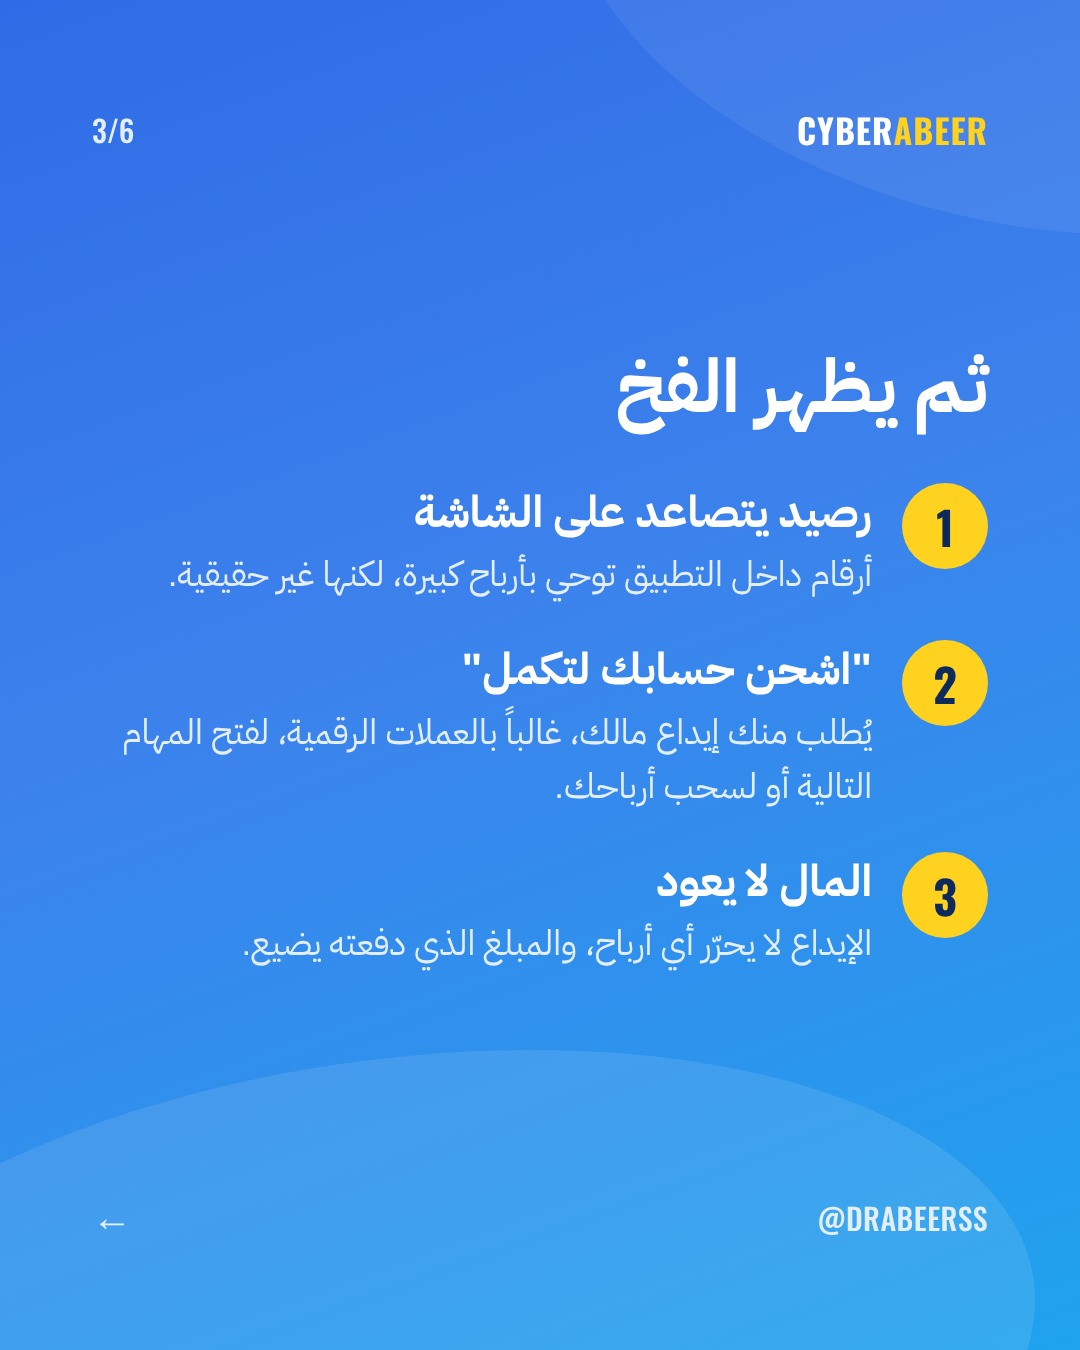 CYBERABEER
3/6
ثم يظهر الفخ
1
رصيد يتصاعد على الشاشة
أرقام داخل التطبيق توحي بأرباح كبيرة، لكنها غير حقيقية.
2
"اشحن حسابك لتكمل"
يُطلب منك إيداع مالك، غالباً بالعملات الرقمية، لفتح المهام
التالية أو لسحب أرباحك.
3
المال لا يعود
الإيداع لا يحرّر أي أرباح، والمبلغ الذي دفعته يضيع.
@DRABEERSS
←